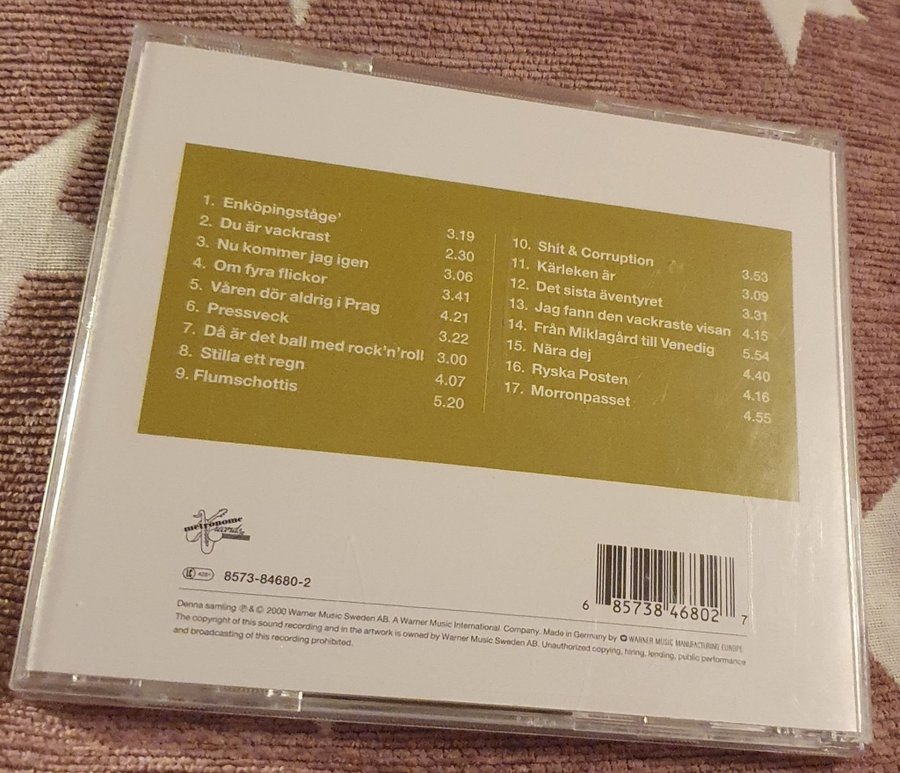 1. Enköpingståge' 3.19
2. Du är vackrast 2.30
3. Nu kommer jag igen 3.06
4. Om fyra flickor 3.41
5. Våren dör aldrig i Prag 4.21
6. Pressveck 3.22
7. Då är det ball med rock'n'roll 3.00
8. Stilla ett regn 4.07
9. Flumschottis 5.20
10. Shit & Corruption 3.53
11. Kärleken är 3.09
12. Det sista äventyret 3.31
13. Jag fann den vackraste visan 4.15
14. Från Miklagård till Venedig 5.54
15. Nära dej 4.40
16. Ryska Posten 4.16
17. Morronpasset 4.55
metronome
records
LC 4281 8573-84680-2
6 85738 46802 7
Denna samling ℗ & © 2000 Warner Music Sweden AB. A Warner Music International. Company. Made in Germany by WARNER MUSIC MANUFACTURING EUROPE
The copyright of this sound recording and in the artwork is owned by Warner Music Sweden AB. Unauthorized copying, hiring, lending, public performance
and broadcasting of this recording prohibited.